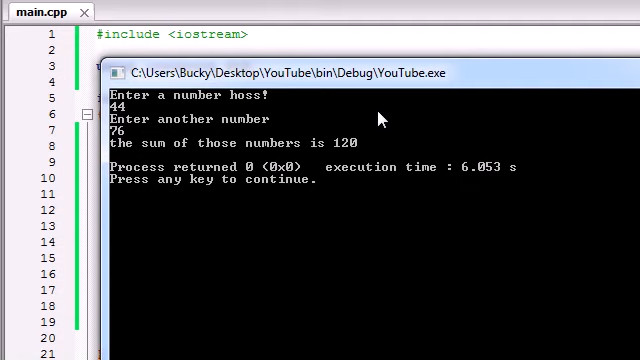 main.cpp
1 #include <iostream>
2
3
4
5
6
7
8
9
10
11
12
13
14
15
16
17
18
19
20
21
C:\Users\Bucky\Desktop\YouTube\bin\Debug\YouTube.exe
Enter a number hoss!
44
Enter another number
76
the sum of those numbers is 120
Process returned 0 (0x0)   execution time : 6.053 s
Press any key to continue.